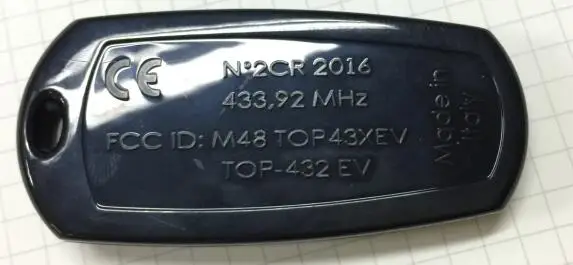 CE
N°2CR 2016
433,92 MHz
FCC ID: M48 TOP43XEV
TOP-432 EV
Made in
Italy